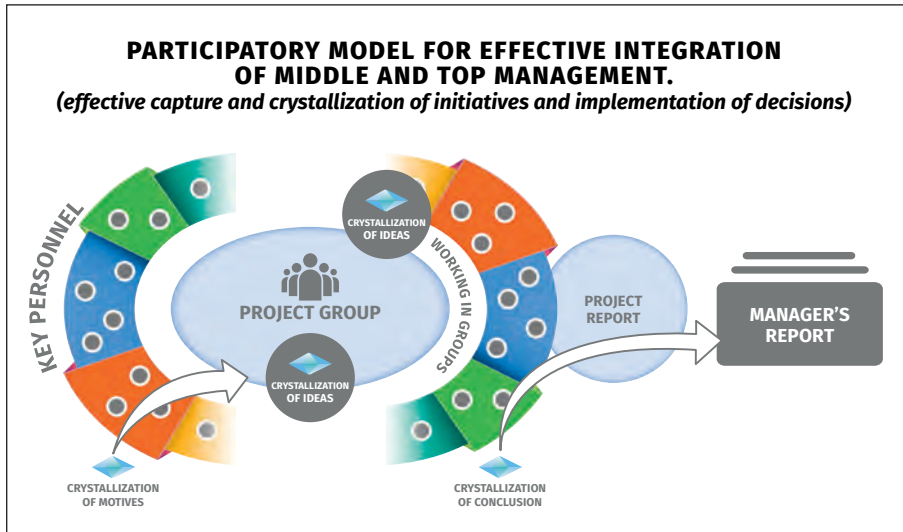 PARTICIPATORY MODEL FOR EFFECTIVE INTEGRATION
OF MIDDLE AND TOP MANAGEMENT.
(effective capture and crystallization of initiatives and implementation of decisions)
KEY PERSONNEL
CRYSTALLIZATION
OF IDEAS
WORKING IN GROUPS
PROJECT GROUP
PROJECT
REPORT
MANAGER'S
REPORT
CRYSTALLIZATION
OF IDEAS
CRYSTALLIZATION
OF MOTIVES
CRYSTALLIZATION
OF CONCLUSION